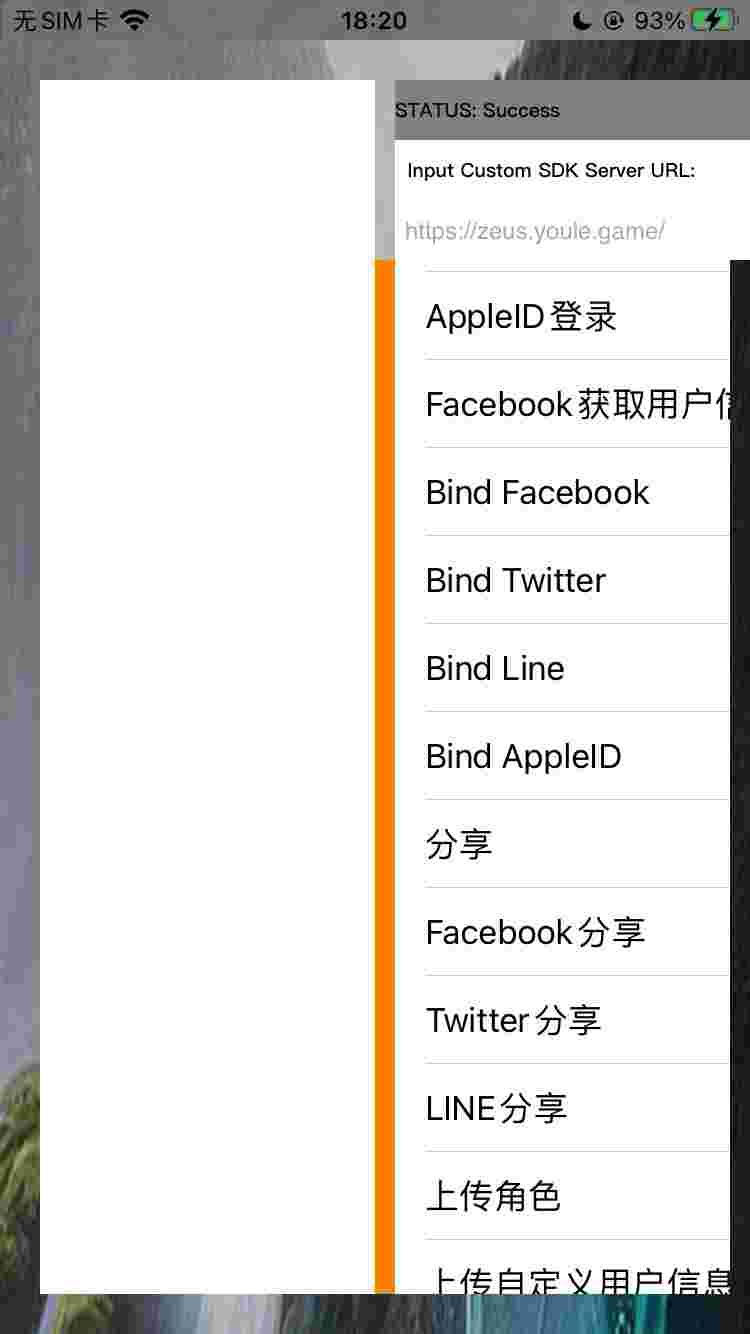 无SIM卡 18:20 93%
STATUS: Success
Input Custom SDK Server URL:
https://zeus.youle.game/
AppleID登录
Facebook获取用户信
Bind Facebook
Bind Twitter
Bind Line
Bind AppleID
分享
Facebook分享
Twitter分享
LINE分享
上传角色
上传自定义用户信息